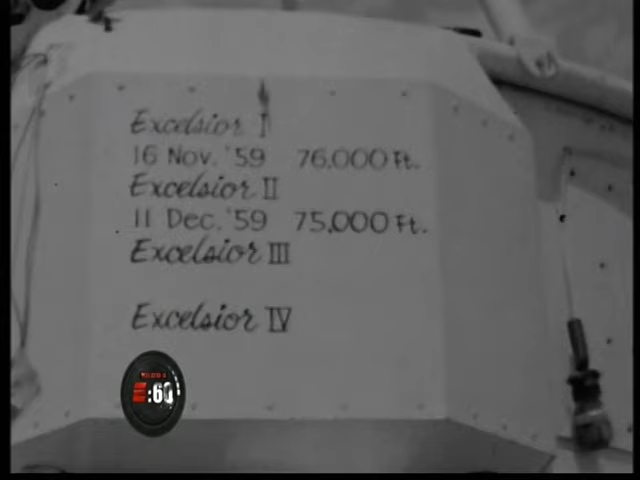 Excelsior I
16 Nov. '59 76,000 Ft.
Excelsior II
11 Dec. '59 75,000 Ft.
Excelsior III
Excelsior IV
:60